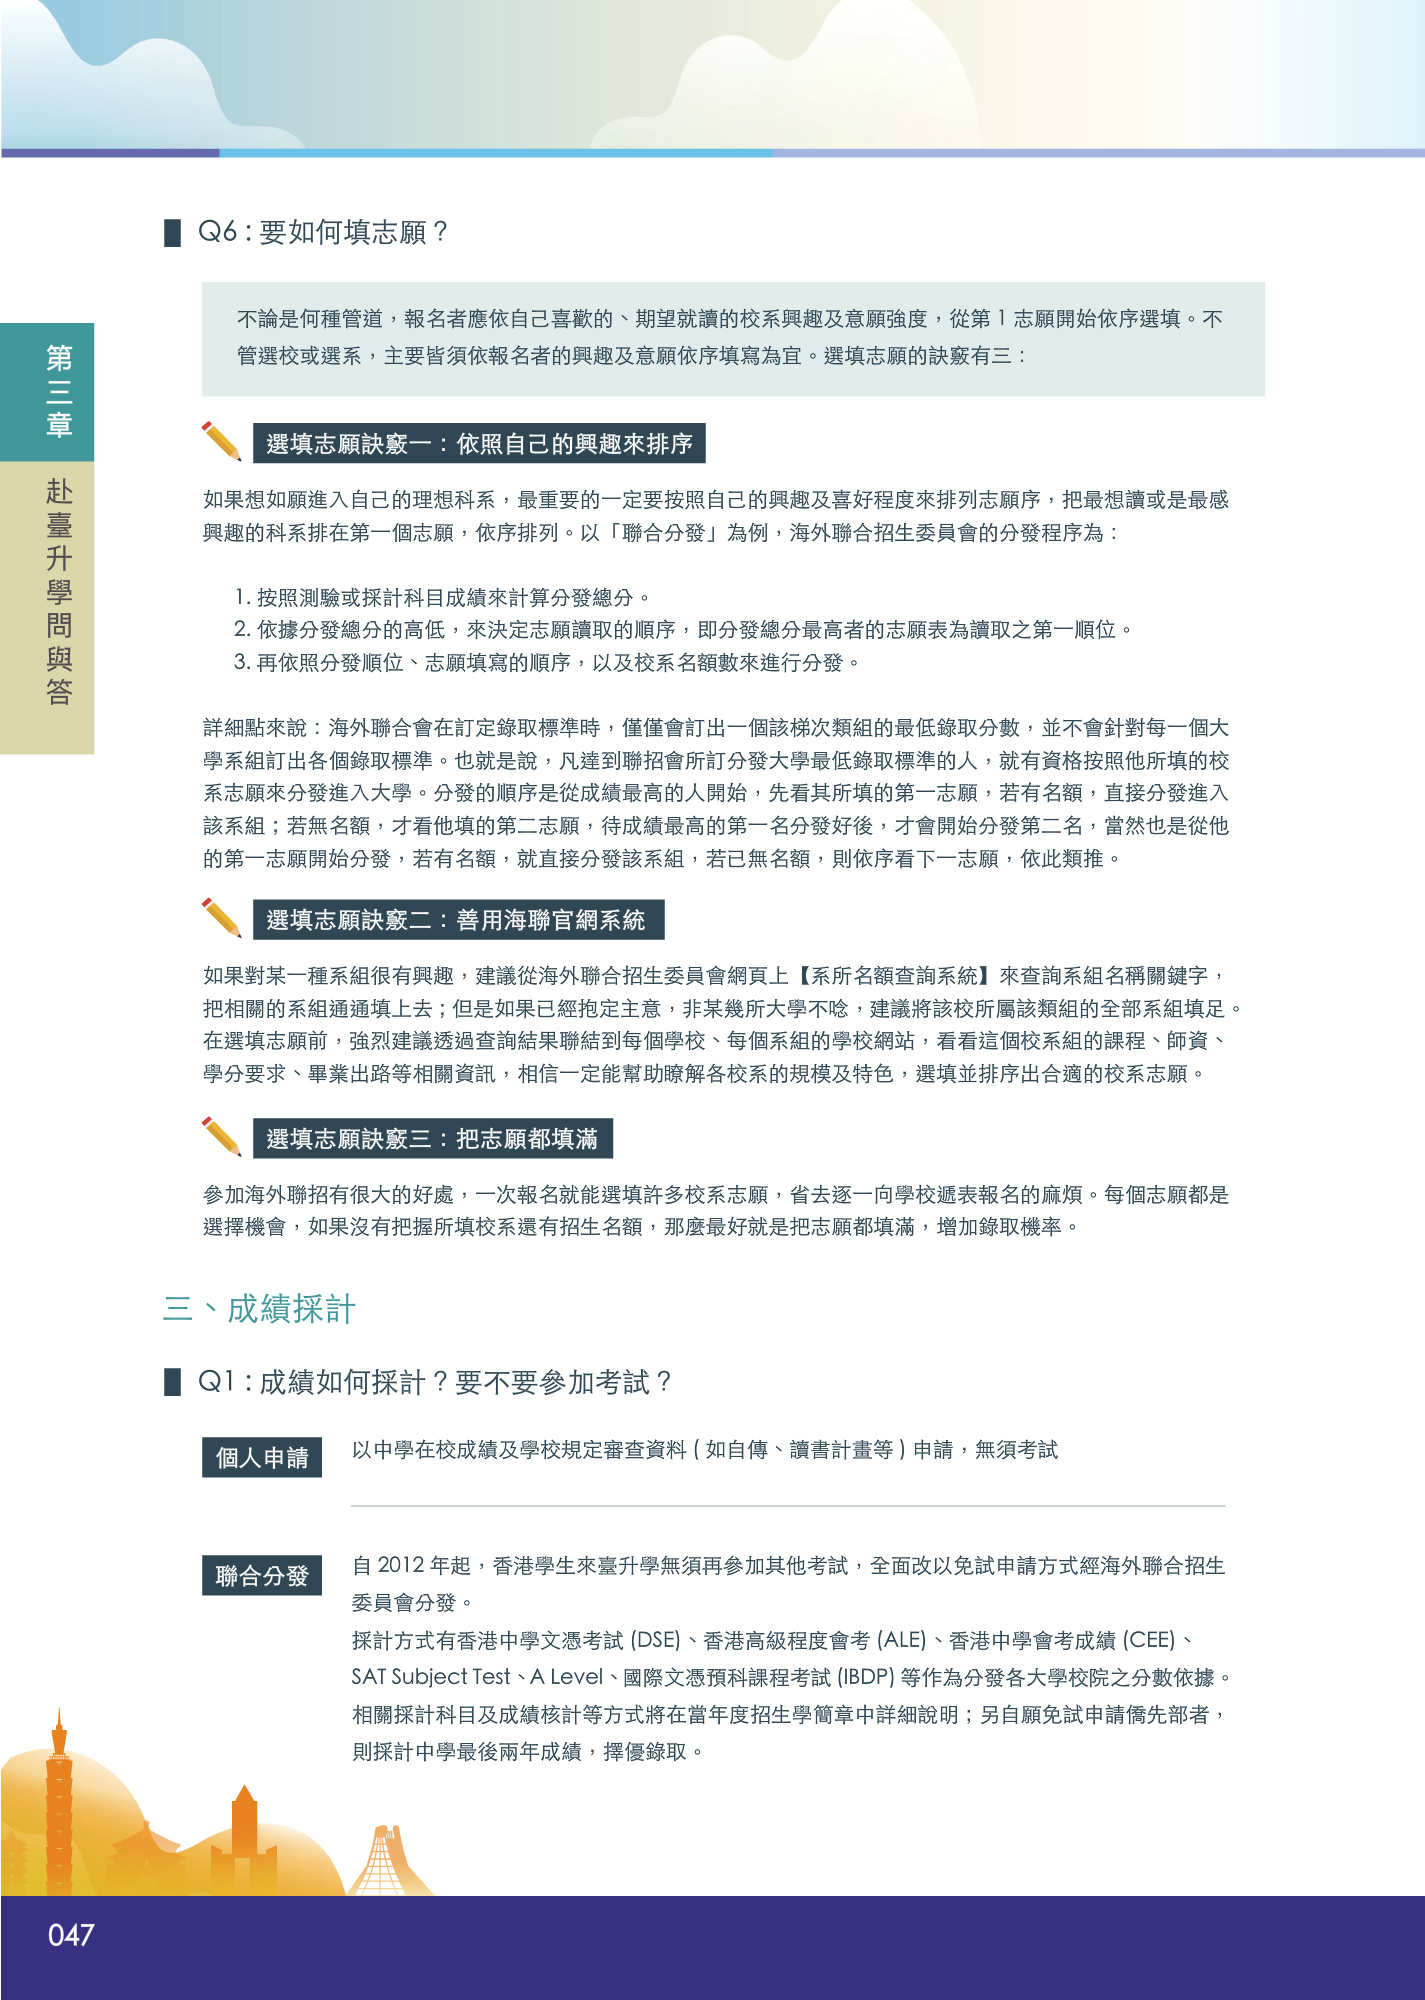 Q6 : 要如何填志願？
不論是何種管道，報名者應依自己喜歡的、期望就讀的校系興趣及意願強度，從第 1 志願開始依序選填。不
管選校或選系，主要皆須依報名者的興趣及意願依序填寫為宜。選填志願的訣竅有三：
第三章
赴臺升學問與答
選填志願訣竅一：依照自己的興趣來排序
如果想如願進入自己的理想科系，最重要的一定要按照自己的興趣及喜好程度來排列志願序，把最想讀或是最感
興趣的科系排在第一個志願，依序排列。以「聯合分發」為例，海外聯合招生委員會的分發程序為：
1. 按照測驗或採計科目成績來計算分發總分。
2. 依據分發總分的高低，來決定志願讀取的順序，即分發總分最高者的志願表為讀取之第一順位。
3. 再依照分發順位、志願填寫的順序，以及校系名額數來進行分發。
詳細點來說：海外聯合會在訂定錄取標準時，僅僅會訂出一個該梯次類組的最低錄取分數，並不會針對每一個大
學系組訂出各個錄取標準。也就是說，凡達到聯招會所訂分發大學最低錄取標準的人，就有資格按照他所填的校
系志願來分發進入大學。分發的順序是從成績最高的人開始，先看其所填的第一志願，若有名額，直接分發進入
該系組；若無名額，才看他填的第二志願，待成績最高的第一名分發好後，才會開始分發第二名，當然也是從他
的第一志願開始分發，若有名額，就直接分發該系組，若已無名額，則依序看下一志願，依此類推。
選填志願訣竅二：善用海聯官網系統
如果對某一種系組很有興趣，建議從海外聯合招生委員會網頁上【系所名額查詢系統】來查詢系組名稱關鍵字，
把相關的系組通通填上去；但是如果已經抱定主意，非某幾所大學不唸，建議將該校所屬該類組的全部系組填足。
在選填志願前，強烈建議透過查詢結果聯結到每個學校、每個系組的學校網站，看看這個校系組的課程、師資、
學分要求、畢業出路等相關資訊，相信一定能幫助瞭解各校系的規模及特色，選填並排序出合適的校系志願。
選填志願訣竅三：把志願都填滿
參加海外聯招有很大的好處，一次報名就能選填許多校系志願，省去逐一向學校遞表報名的麻煩。每個志願都是
選擇機會，如果沒有把握所填校系還有招生名額，那麼最好就是把志願都填滿，增加錄取機率。
三、成績採計
Q1 : 成績如何採計？要不要參加考試？
個人申請
以中學在校成績及學校規定審查資料 ( 如自傳、讀書計畫等 ) 申請，無須考試
聯合分發
自 2012 年起，香港學生來臺升學無須再參加其他考試，全面改以免試申請方式經海外聯合招生
委員會分發。
採計方式有香港中學文憑考試 (DSE)、香港高級程度會考 (ALE)、香港中學會考成績 (CEE)、
SAT Subject Test、A Level、國際文憑預科課程考試 (IBDP) 等作為分發各大學校院之分數依據。
相關採計科目及成績核計等方式將在當年度招生學簡章中詳細說明；另自願免試申請僑先部者，
則採計中學最後兩年成績，擇優錄取。
047